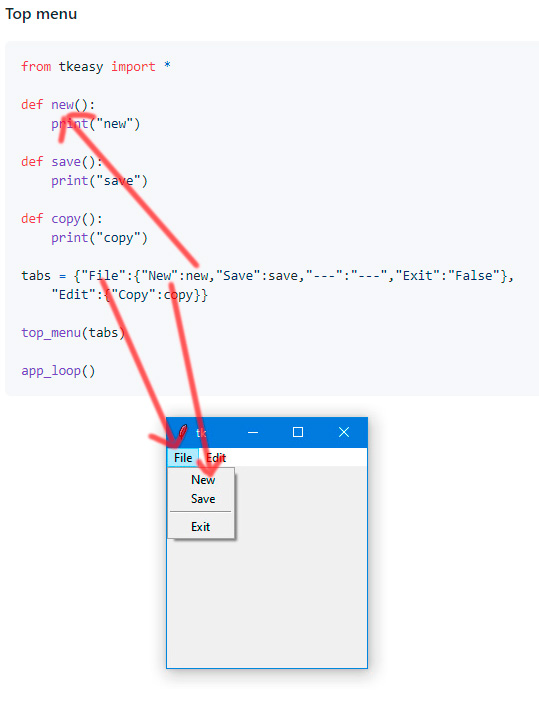 Top menu
from tkeasy import *
def new():
    print("new")
def save():
    print("save")
def copy():
    print("copy")
tabs = {"File":{"New":new,"Save":save,"---":"---","Exit":"False"},
    "Edit":{"Copy":copy}}
top_menu(tabs)
app_loop()
tk
File Edit
New
Save
Exit